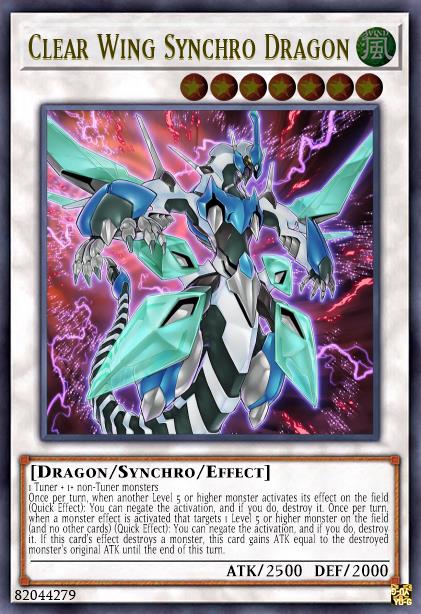 CLEAR WING SYNCHRO DRAGON
WIND
風
[DRAGON/SYNCHRO/EFFECT]
1 Tuner + 1+ non-Tuner monsters
Once per turn, when another Level 5 or higher monster activates its effect on the field
(Quick Effect): You can negate the activation, and if you do, destroy it. Once per turn,
when a monster effect is activated that targets 1 Level 5 or higher monster on the field
(and no other cards) (Quick Effect): You can negate the activation, and if you do, destroy
it. If this card's effect destroys a monster, this card gains ATK equal to the destroyed
monster's original ATK until the end of this turn.
ATK/2500 DEF/2000
82044279